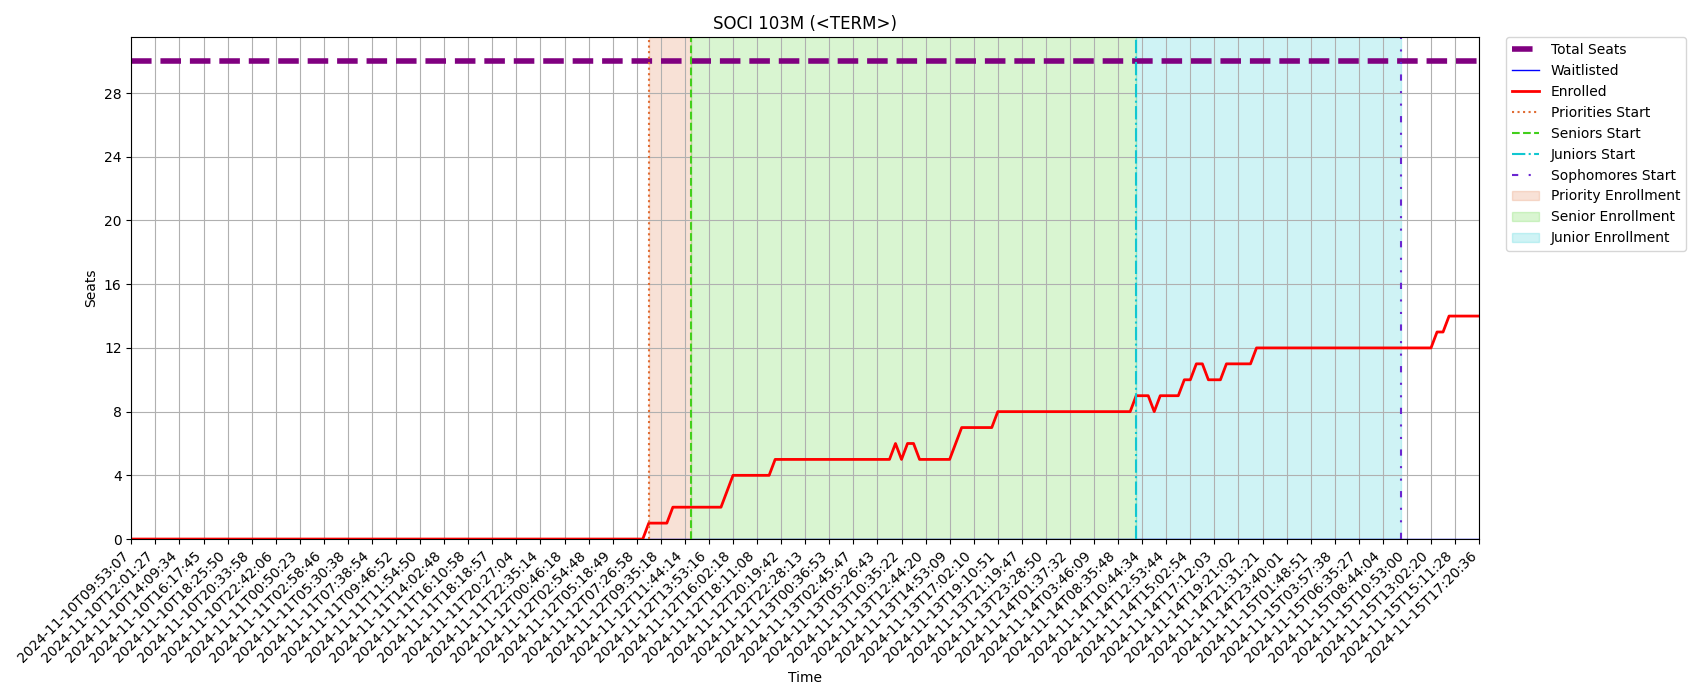 SOCI 103M (<TERM>)
Total Seats
Waitlisted
Enrolled
Priorities Start
Seniors Start
Juniors Start
Sophomores Start
Priority Enrollment
Senior Enrollment
Junior Enrollment
Seats
28
24
20
16
12
8
4
0
2024-11-10T09:53:07
2024-11-10T12:01:27
2024-11-10T14:09:34
2024-11-10T16:17:45
2024-11-10T18:25:50
2024-11-10T20:33:58
2024-11-10T22:42:06
2024-11-11T00:50:23
2024-11-11T02:58:46
2024-11-11T05:30:38
2024-11-11T07:38:54
2024-11-11T09:46:52
2024-11-11T11:54:50
2024-11-11T14:02:48
2024-11-11T16:10:58
2024-11-11T18:18:57
2024-11-11T20:27:04
2024-11-11T22:35:14
2024-11-12T00:46:18
2024-11-12T02:54:48
2024-11-12T05:18:49
2024-11-12T07:26:58
2024-11-12T09:35:18
2024-11-12T11:44:14
2024-11-12T13:53:16
2024-11-12T16:02:18
2024-11-12T18:11:08
2024-11-12T20:19:42
2024-11-12T22:28:13
2024-11-13T00:36:53
2024-11-13T02:45:47
2024-11-13T05:26:43
2024-11-13T10:35:22
2024-11-13T12:44:20
2024-11-13T14:53:09
2024-11-13T17:02:10
2024-11-13T19:10:51
2024-11-13T21:19:47
2024-11-13T23:28:50
2024-11-14T01:37:32
2024-11-14T03:46:09
2024-11-14T08:35:48
2024-11-14T10:44:34
2024-11-14T12:53:44
2024-11-14T15:02:54
2024-11-14T17:12:03
2024-11-14T19:21:02
2024-11-14T21:31:21
2024-11-14T23:40:01
2024-11-15T01:48:51
2024-11-15T03:57:38
2024-11-15T06:35:27
2024-11-15T08:44:04
2024-11-15T10:53:00
2024-11-15T13:02:20
2024-11-15T15:11:28
2024-11-15T17:20:36
Time